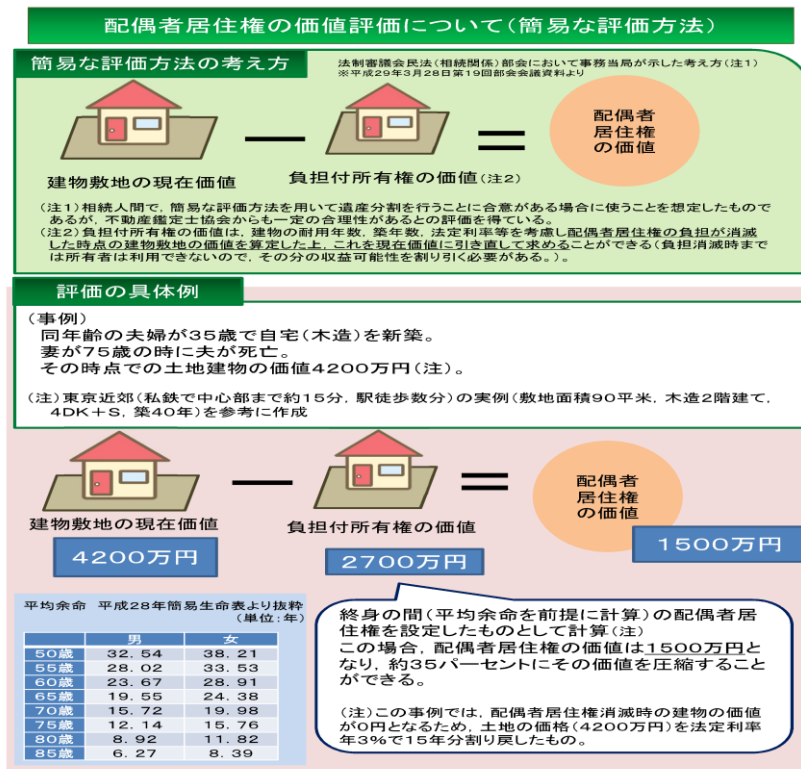 配偶者居住権の価値評価について(簡易な評価方法)
簡易な評価方法の考え方
法制審議会民法(相続関係)部会において事務当局が示した考え方(注1)
※平成29年3月28日第19回部会会議資料より
配偶者
居住権
の価値
建物敷地の現在価値
負担付所有権の価値(注2)
(注1)相続人間で,簡易な評価方法を用いて遺産分割を行うことに合意がある場合に使うことを想定したもので
あるが,不動産鑑定士協会からも一定の合理性があるとの評価を得ている。
(注2)負担付所有権の価値は,建物の耐用年数,築年数,法定利率等を考慮し配偶者居住権の負担が消滅
した時点の建物敷地の価値を算定した上,これを現在価値に引き直して求めることができる(負担消滅時まで
は所有者は利用できないので,その分の収益可能性を割り引く必要がある。)。
評価の具体例
(事例)
同年齢の夫婦が35歳で自宅(木造)を新築。
妻が75歳の時に夫が死亡。
その時点での土地建物の価値4200万円(注)。
(注)東京近郊(私鉄で中心部まで約15分,駅徒歩数分)の実例(敷地面積90平米,木造2階建て,
4DK+S,築40年)を参考に作成
配偶者
居住権
の価値
建物敷地の現在価値
負担付所有権の価値
4200万円
2700万円
1500万円
平均余命 平成28年簡易生命表より抜粋
(単位:年)
男 女
50歳 32.54 38.21
55歳 28.02 33.53
60歳 23.67 28.91
65歳 19.55 24.38
70歳 15.72 19.98
75歳 12.14 15.76
80歳 8.92 11.82
85歳 6.27 8.39
終身の間(平均余命を前提に計算)の配偶者居
住権を設定したものとして計算(注)
この場合,配偶者居住権の価値は1500万円と
なり,約35パーセントにその価値を圧縮すること
ができる。
(注)この事例では,配偶者居住権消滅時の建物の価値
が0円となるため,土地の価格(4200万円)を法定利率
年3%で15年分割り戻したもの。